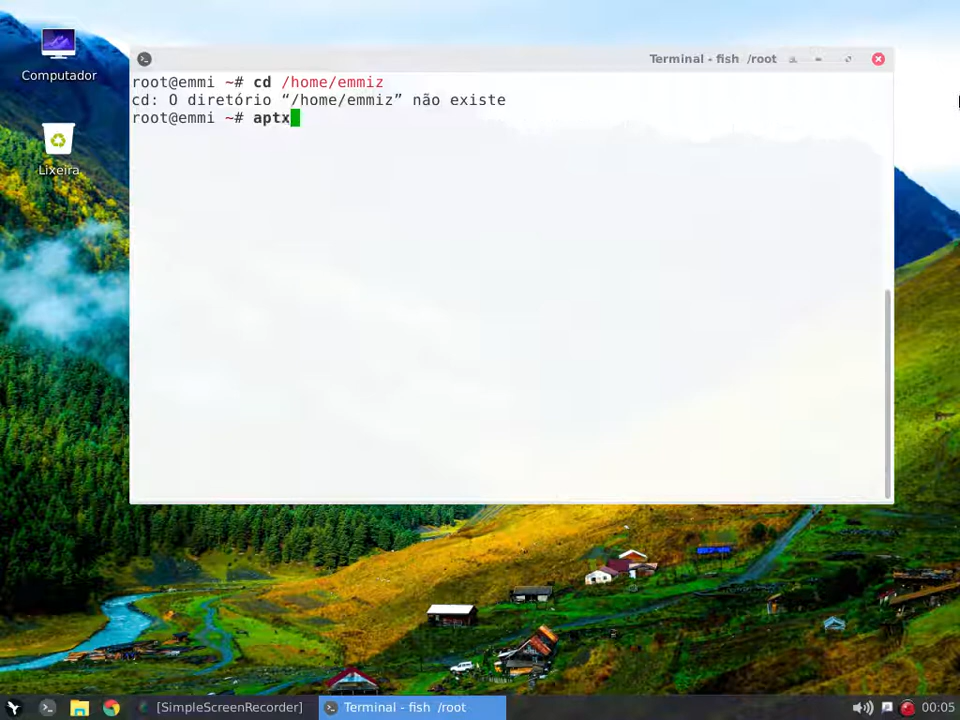 Computador
Lixeira
Terminal - fish /root
root@emmi ~# cd /home/emmiz
cd: O diretório “/home/emmiz” não existe
root@emmi ~# aptx
[SimpleScreenRecorder]
Terminal - fish /root
00:05